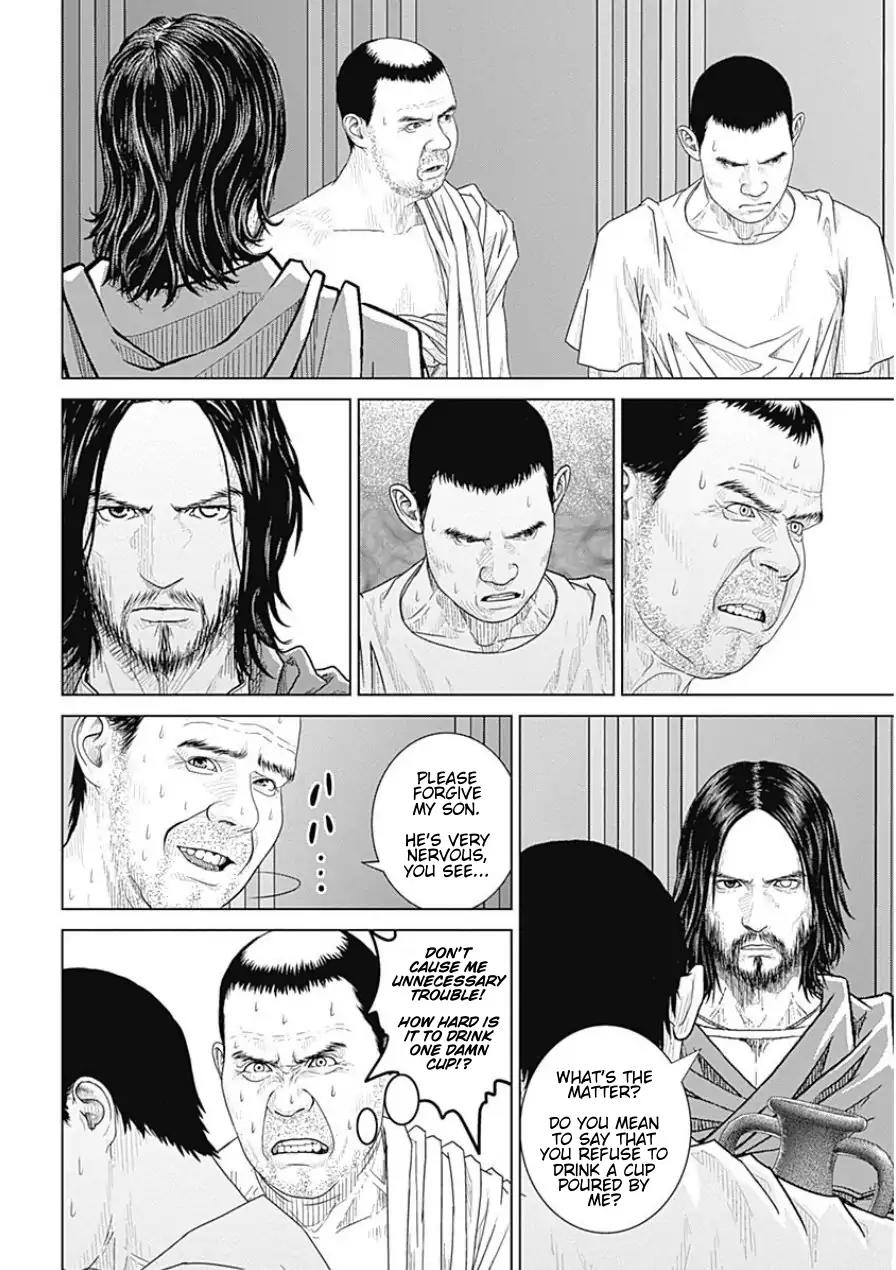 WHAT'S THE
MATTER?
DO YOU MEAN
TO SAY THAT
YOU REFUSE TO
DRINK A CUP
POURED BY
ME?
PLEASE
FORGIVE
MY SON.
HE'S VERY
NERVOUS,
YOU SEE...
DON'T
CAUSE ME
UNNECESSARY
TROUBLE!
HOW HARD IS
IT TO DRINK
ONE DAMN
CUP!?